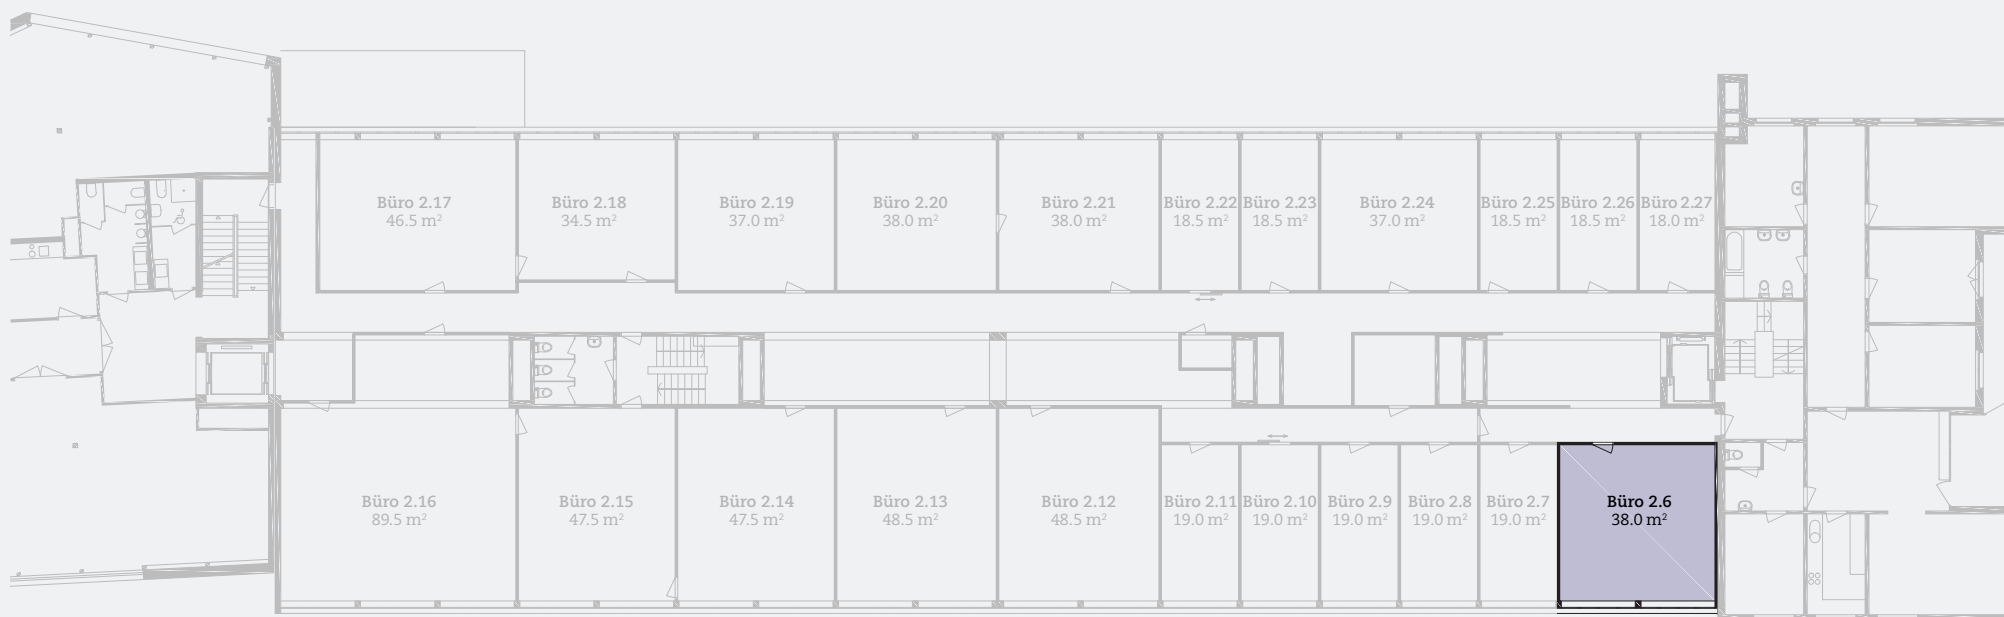 Büro 2.17
46.5 m²
Büro 2.18
34.5 m²
Büro 2.19
37.0 m²
Büro 2.20
38.0 m²
Büro 2.21
38.0 m²
Büro 2.22
18.5 m²
Büro 2.23
18.5 m²
Büro 2.24
37.0 m²
Büro 2.25
18.5 m²
Büro 2.26
18.5 m²
Büro 2.27
18.0 m²
Büro 2.16
89.5 m²
Büro 2.15
47.5 m²
Büro 2.14
47.5 m²
Büro 2.13
48.5 m²
Büro 2.12
48.5 m²
Büro 2.11
19.0 m²
Büro 2.10
19.0 m²
Büro 2.9
19.0 m²
Büro 2.8
19.0 m²
Büro 2.7
19.0 m²
Büro 2.6
38.0 m²